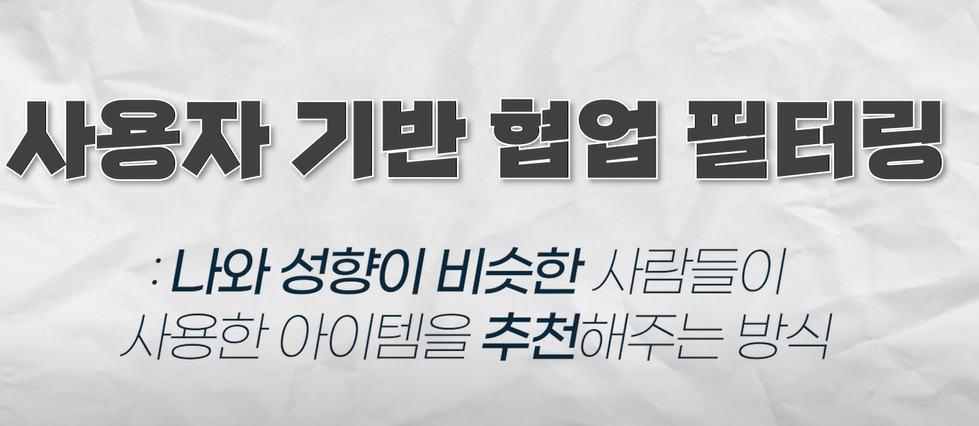 사용자 기반 협업 필터링
: 나와 성향이 비슷한 사람들이
사용한 아이템을 추천해주는 방식